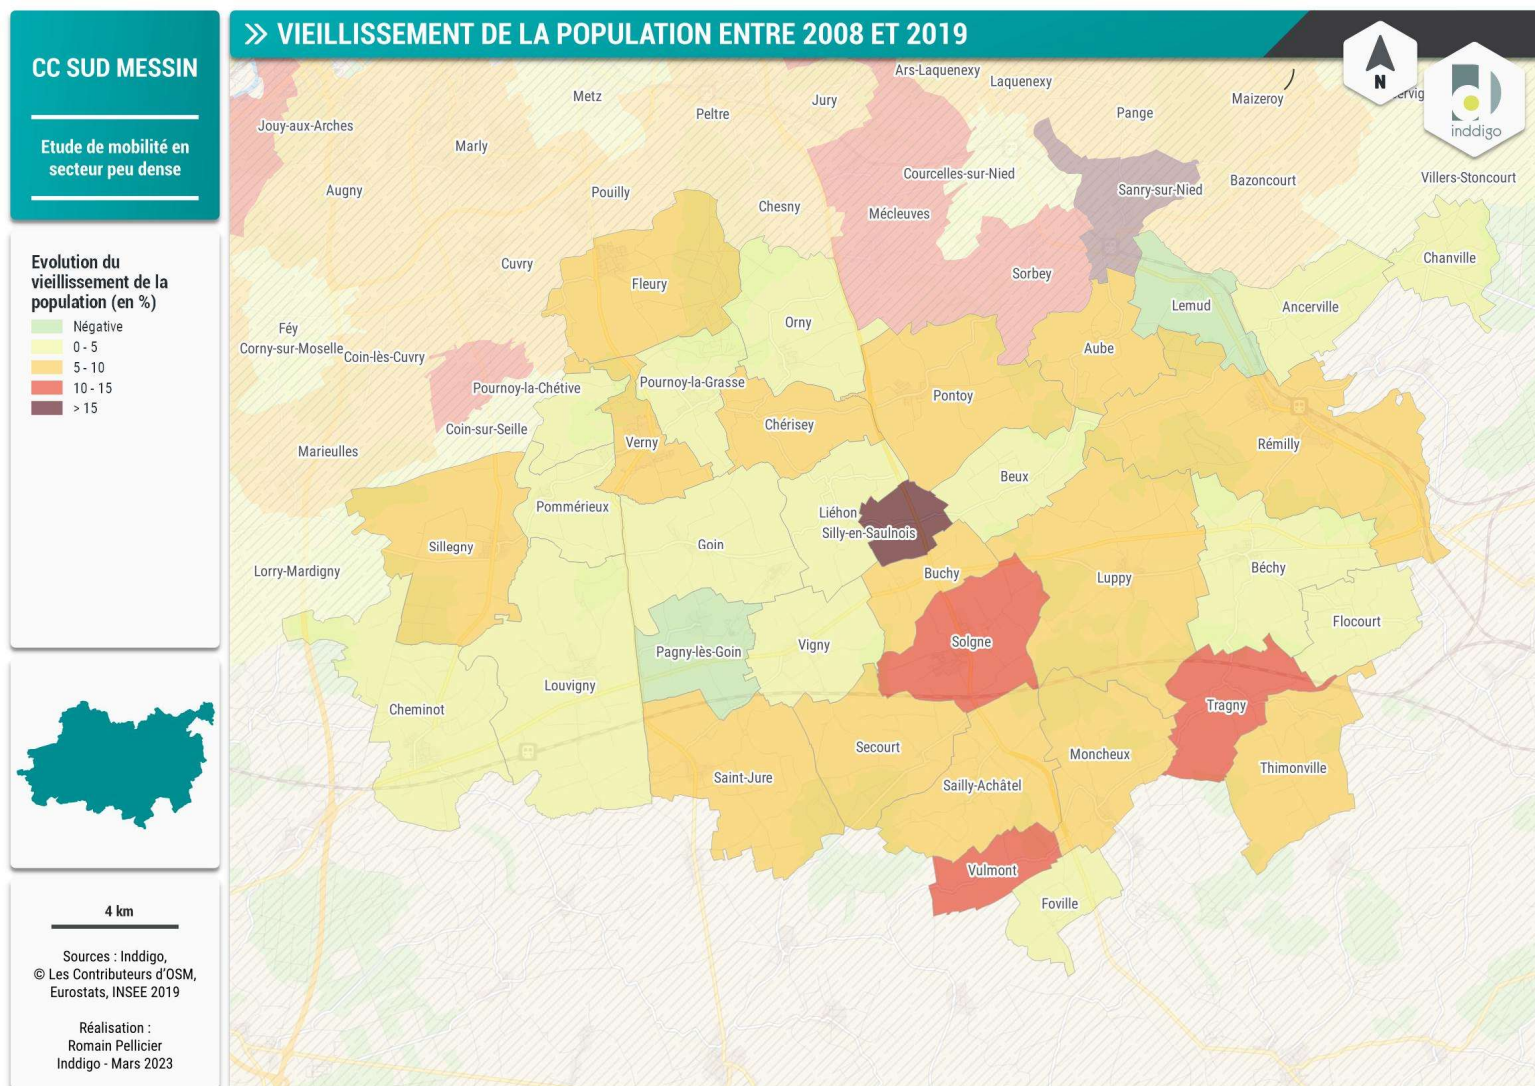 CC SUD MESSIN
Etude de mobilité en
secteur peu dense
» VIEILLISSEMENT DE LA POPULATION ENTRE 2008 ET 2019
N
inddigo
Evolution du
vieillissement de la
population (en %)
Négative
0 - 5
5 - 10
10 - 15
> 15
4 km
Sources : Inddigo,
© Les Contributeurs d'OSM,
Eurostats, INSEE 2019
Réalisation :
Romain Pellicier
Inddigo - Mars 2023
Ars-Laquenexy
Laquenexy
Metz
Jury
Maizeroy
Peltre
Pange
Jouy-aux-Arches
Marly
Courcelles-sur-Nied
Villers-Stoncourt
Bazoncourt
Augny
Pouilly
Sanry-sur-Nied
Chesny
Mécleuves
Chanville
Cuvry
Sorbey
Fleury
Lemud
Ancerville
Orny
Féy
Corny-sur-Moselle
Coin-lès-Cuvry
Aube
Pournoy-la-Chétive
Pournoy-la-Grasse
Pontoy
Chérisey
Coin-sur-Seille
Verny
Rémilly
Marieulles
Beux
Pommérieux
Liéhon
Silly-en-Saulnois
Sillegny
Goin
Lorry-Mardigny
Buchy
Luppy
Béchy
Flocourt
Solgne
Vigny
Pagny-lès-Goin
Louvigny
Cheminot
Tragny
Secourt
Moncheux
Thimonville
Saint-Jure
Sailly-Achâtel
Vulmont
Foville